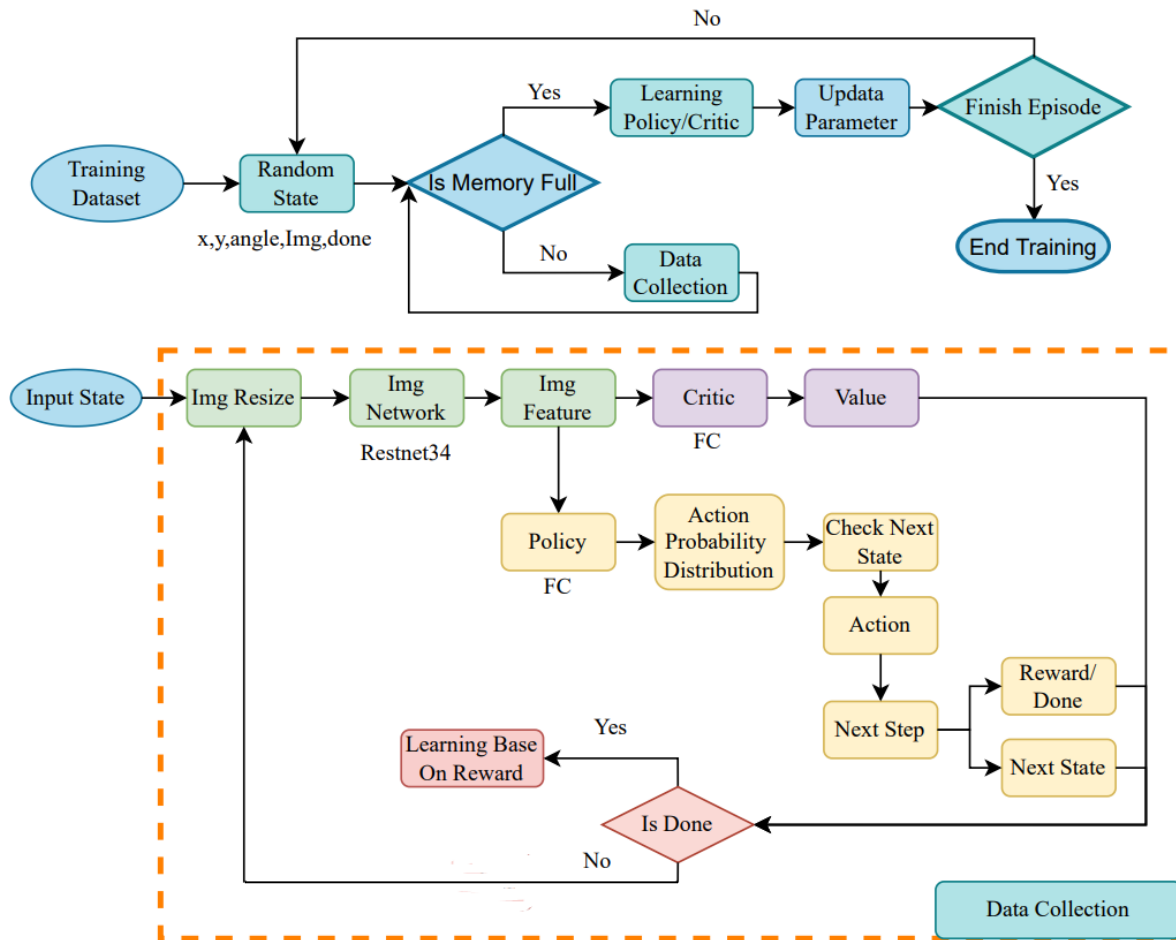 No
Yes
Learning
Policy/Critic
Updata
Parameter
Finish Episode
Training
Dataset
Random
State
Is Memory Full
x,y,angle,Img,done
No
Data
Collection
Yes
End Training
Input State
Img Resize
Img
Network
Restnet34
Img
Feature
Critic
FC
Value
Policy
FC
Action
Probability
Distribution
Check Next
State
Action
Next Step
Reward/
Done
Next State
Yes
Learning Base
On Reward
Is Done
No
Data Collection